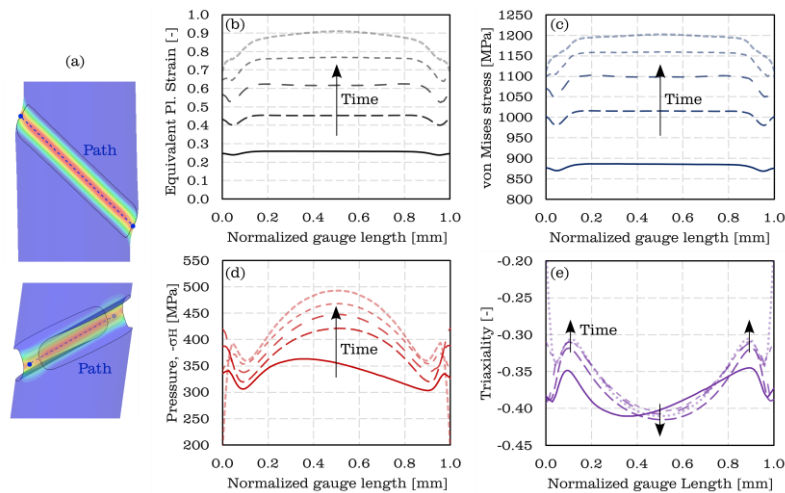 (a)
Path
Path
(b)
Equivalent Pl. Strain [-]
1.0
0.9
0.8
0.7
0.6
0.5
0.4
0.3
0.2
0.1
0.0
Time
0.0 0.2 0.4 0.6 0.8 1.0
Normalized gauge length [mm]
(c)
von Mises stress [MPa]
1250
1200
1150
1100
1050
1000
950
900
850
800
Time
0.0 0.2 0.4 0.6 0.8 1.0
Normalized gauge length [mm]
(d)
Pressure, -σH [MPa]
550
500
450
400
350
300
250
200
Time
0.0 0.2 0.4 0.6 0.8 1.0
Normalized gauge length [mm]
(e)
Triaxiality [-]
-0.20
-0.25
-0.30
-0.35
-0.40
-0.45
Time
0.0 0.2 0.4 0.6 0.8 1.0
Normalized gauge Length [mm]